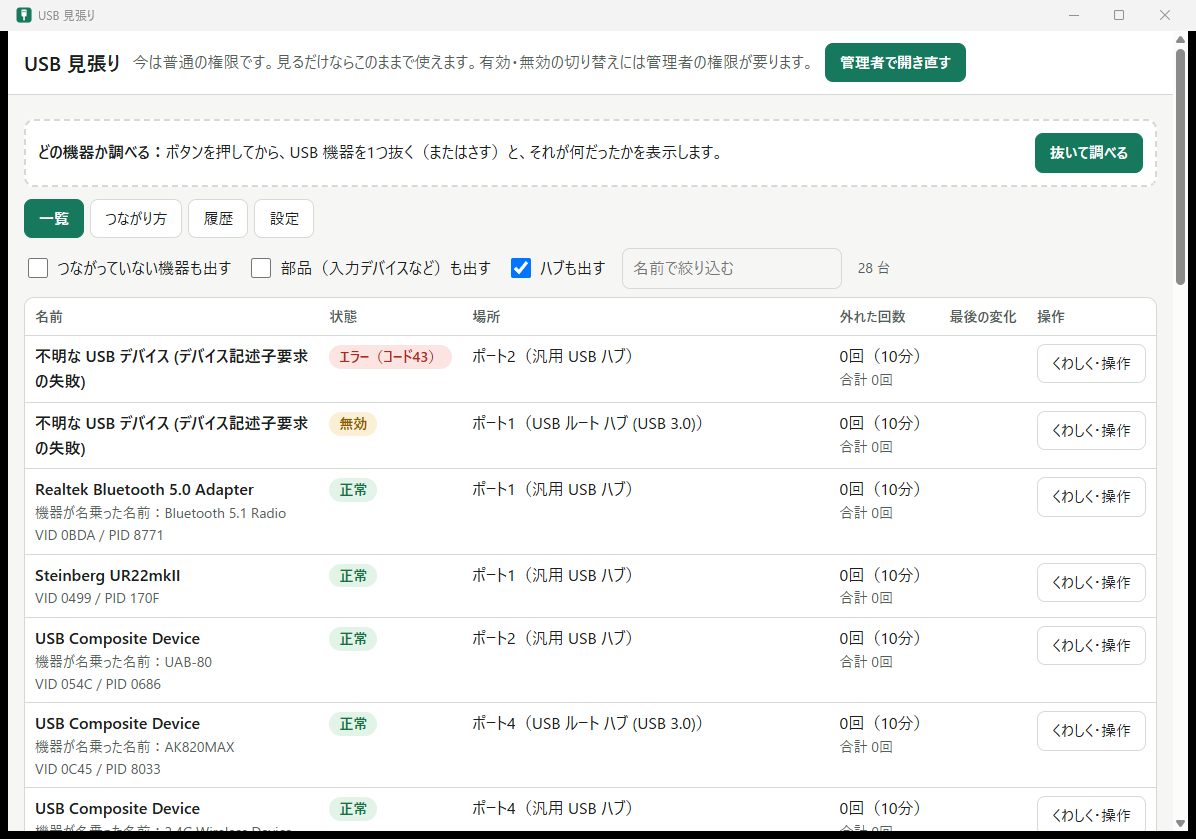 USB 見張り
USB 見張り 今は普通の権限です。見るだけならこのままで使えます。有効・無効の切り替えには管理者の権限が要ります。 管理者で開き直す
どの機器か調べる：ボタンを押してから、USB 機器を1つ抜く（またはさす）と、それが何だったかを表示します。 抜いて調べる
一覧 つながり方 履歴 設定
つながっていない機器も出す 部品（入力デバイスなど）も出す ハブも出す 名前で絞り込む 28 台
名前 状態 場所 外れた回数 最後の変化 操作
不明な USB デバイス (デバイス記述子要求の失敗) エラー（コード43） ポート2（汎用 USB ハブ） 0回（10分） くわしく・操作
合計 0回
不明な USB デバイス (デバイス記述子要求の失敗) 無効 ポート1（USB ルート ハブ (USB 3.0)） 0回（10分） くわしく・操作
合計 0回
Realtek Bluetooth 5.0 Adapter 正常 ポート1（汎用 USB ハブ） 0回（10分） くわしく・操作
機器が名乗った名前：Bluetooth 5.1 Radio 合計 0回
VID 0BDA / PID 8771
Steinberg UR22mkII 正常 ポート1（汎用 USB ハブ） 0回（10分） くわしく・操作
VID 0499 / PID 170F 合計 0回
USB Composite Device 正常 ポート2（汎用 USB ハブ） 0回（10分） くわしく・操作
機器が名乗った名前：UAB-80 合計 0回
VID 054C / PID 0686
USB Composite Device 正常 ポート4（USB ルート ハブ (USB 3.0)） 0回（10分） くわしく・操作
機器が名乗った名前：AK820MAX 合計 0回
VID 0C45 / PID 8033
USB Composite Device 正常 ポート4（汎用 USB ハブ） 0回（10分） くわしく・操作